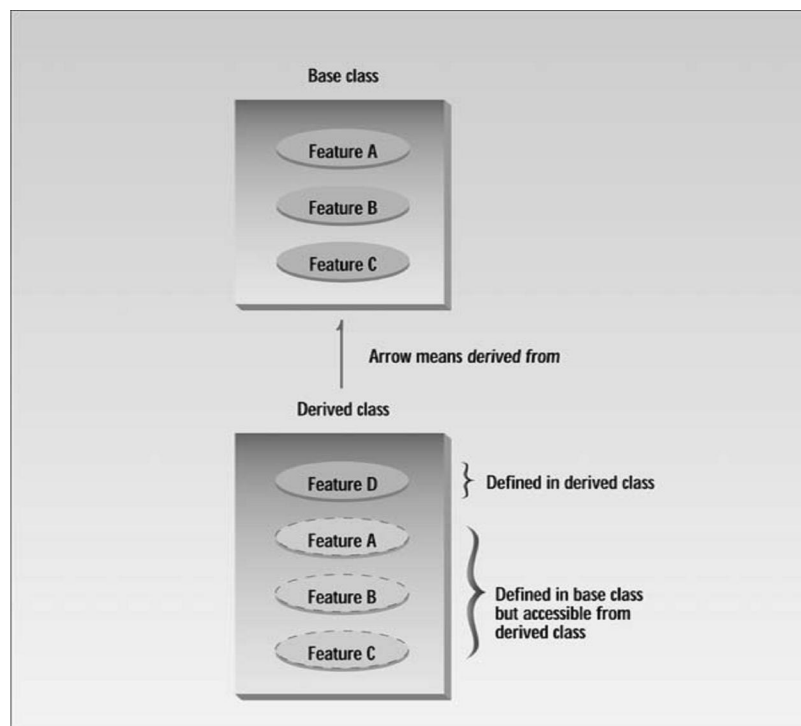 Base class
Feature A
Feature B
Feature C
Arrow means derived from
Derived class
Feature D
Defined in derived class
Feature A
Feature B
Defined in base class
but accessible from
derived class
Feature C